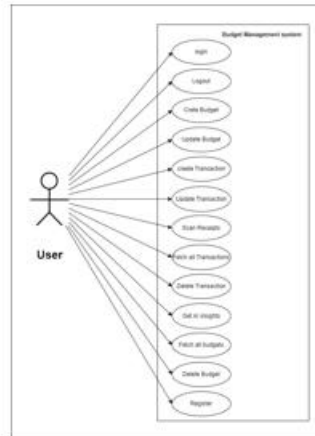 Budget Management system
login
Logout
Crate Budget
Update Budget
create Transaction
Update Transaction
Scan Receipts
Fetch all Transactions
Delete Transaction
Get AI insights
Fetch all budgets
Delete Budget
Register
User